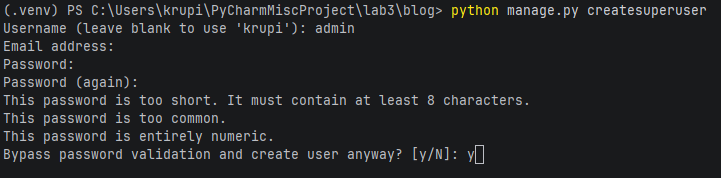 (.venv) PS C:\Users\krupi\PyCharmMiscProject\lab3\blog> python manage.py createsuperuser
Username (leave blank to use 'krupi'): admin
Email address:
Password:
Password (again):
This password is too short. It must contain at least 8 characters.
This password is too common.
This password is entirely numeric.
Bypass password validation and create user anyway? [y/N]: y